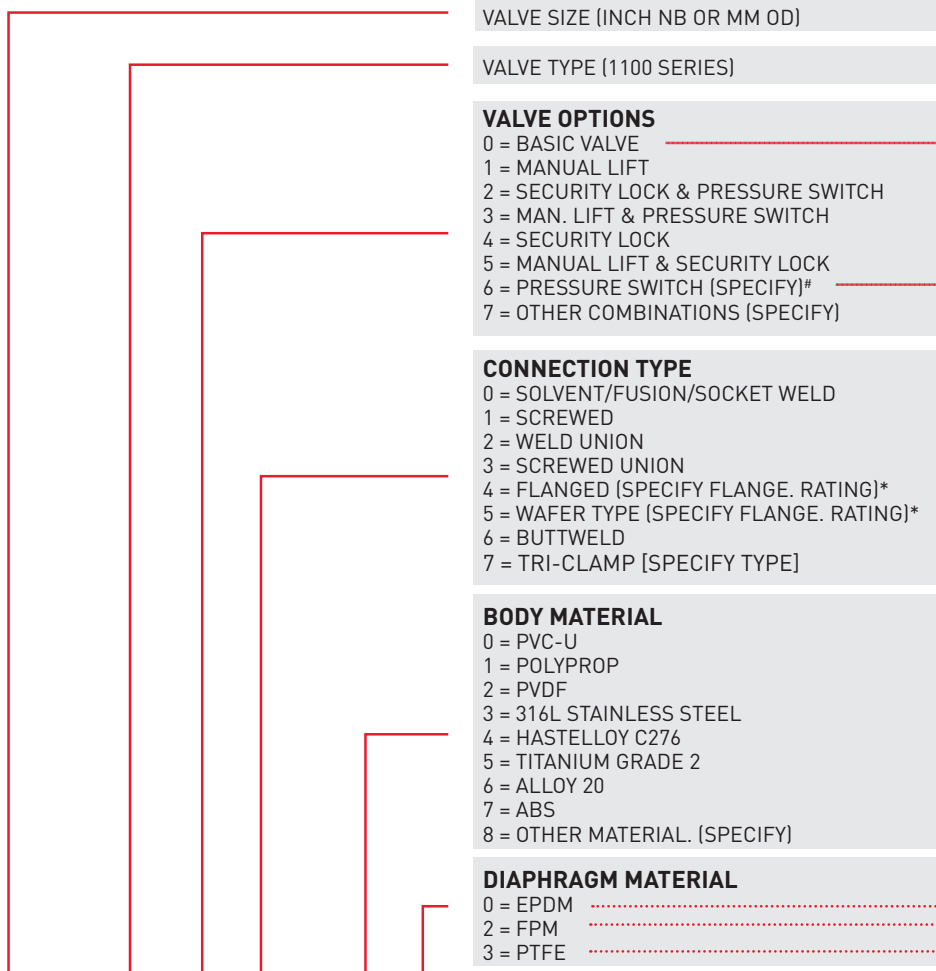 VALVE SIZE (INCH NB OR MM OD)
VALVE TYPE (1100 SERIES)
VALVE OPTIONS
0 = BASIC VALVE
1 = MANUAL LIFT
2 = SECURITY LOCK & PRESSURE SWITCH
3 = MAN. LIFT & PRESSURE SWITCH
4 = SECURITY LOCK
5 = MANUAL LIFT & SECURITY LOCK
6 = PRESSURE SWITCH (SPECIFY)#
7 = OTHER COMBINATIONS (SPECIFY)
CONNECTION TYPE
0 = SOLVENT/FUSION/SOCKET WELD
1 = SCREWED
2 = WELD UNION
3 = SCREWED UNION
4 = FLANGED (SPECIFY FLANGE. RATING)*
5 = WAFER TYPE (SPECIFY FLANGE. RATING)*
6 = BUTTWELD
7 = TRI-CLAMP [SPECIFY TYPE]
BODY MATERIAL
0 = PVC-U
1 = POLYPROP
2 = PVDF
3 = 316L STAINLESS STEEL
4 = HASTELLOY C276
5 = TITANIUM GRADE 2
6 = ALLOY 20
7 = ABS
8 = OTHER MATERIAL. (SPECIFY)
DIAPHRAGM MATERIAL
0 = EPDM
2 = FPM
3 = PTFE